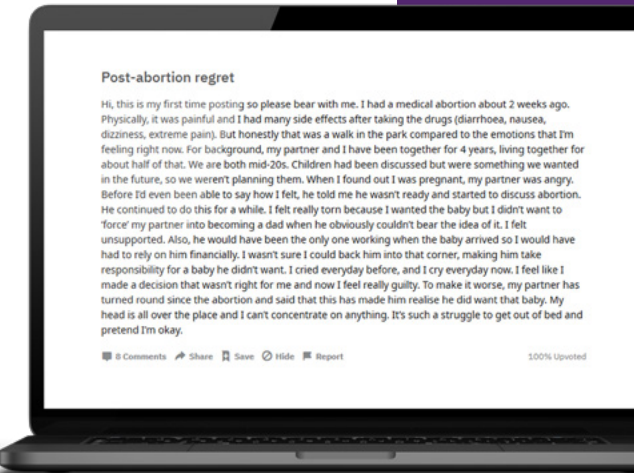 Post-abortion regret
Hi, this is my first time posting so please bear with me. I had a medical abortion about 2 weeks ago.
Physically, it was painful and I had many side effects after taking the drugs (diarrhoea, nausea,
dizziness, extreme pain). But honestly that was a walk in the park compared to the emotions that I'm
feeling right now. For background, my partner and I have been together for 4 years, living together for
about half of that. We are both mid-20s. Children had been discussed but were something we wanted
in the future, so we weren't planning them. When I found out I was pregnant, my partner was angry.
Before I'd even been able to say how I felt, he told me he wasn't ready and started to discuss abortion.
He continued to do this for a while. I felt really torn because I wanted the baby but I didn't want to
'force' my partner into becoming a dad when he obviously couldn't bear the idea of it. I felt
unsupported. Also, he would have been the only one working when the baby arrived so I would have
had to rely on him financially. I wasn't sure I could back him into that corner, making him take
responsibility for a baby he didn't want. I cried everyday before, and I cry everyday now. I feel like I
made a decision that wasn't right for me and now I feel really guilty. To make it worse, my partner has
turned round since the abortion and said that this has made him realise he did want that baby. My
head is all over the place and I can't concentrate on anything. It's such a struggle to get out of bed and
pretend I'm okay.
8 Comments Share Save Hide Report 100% Upvoted